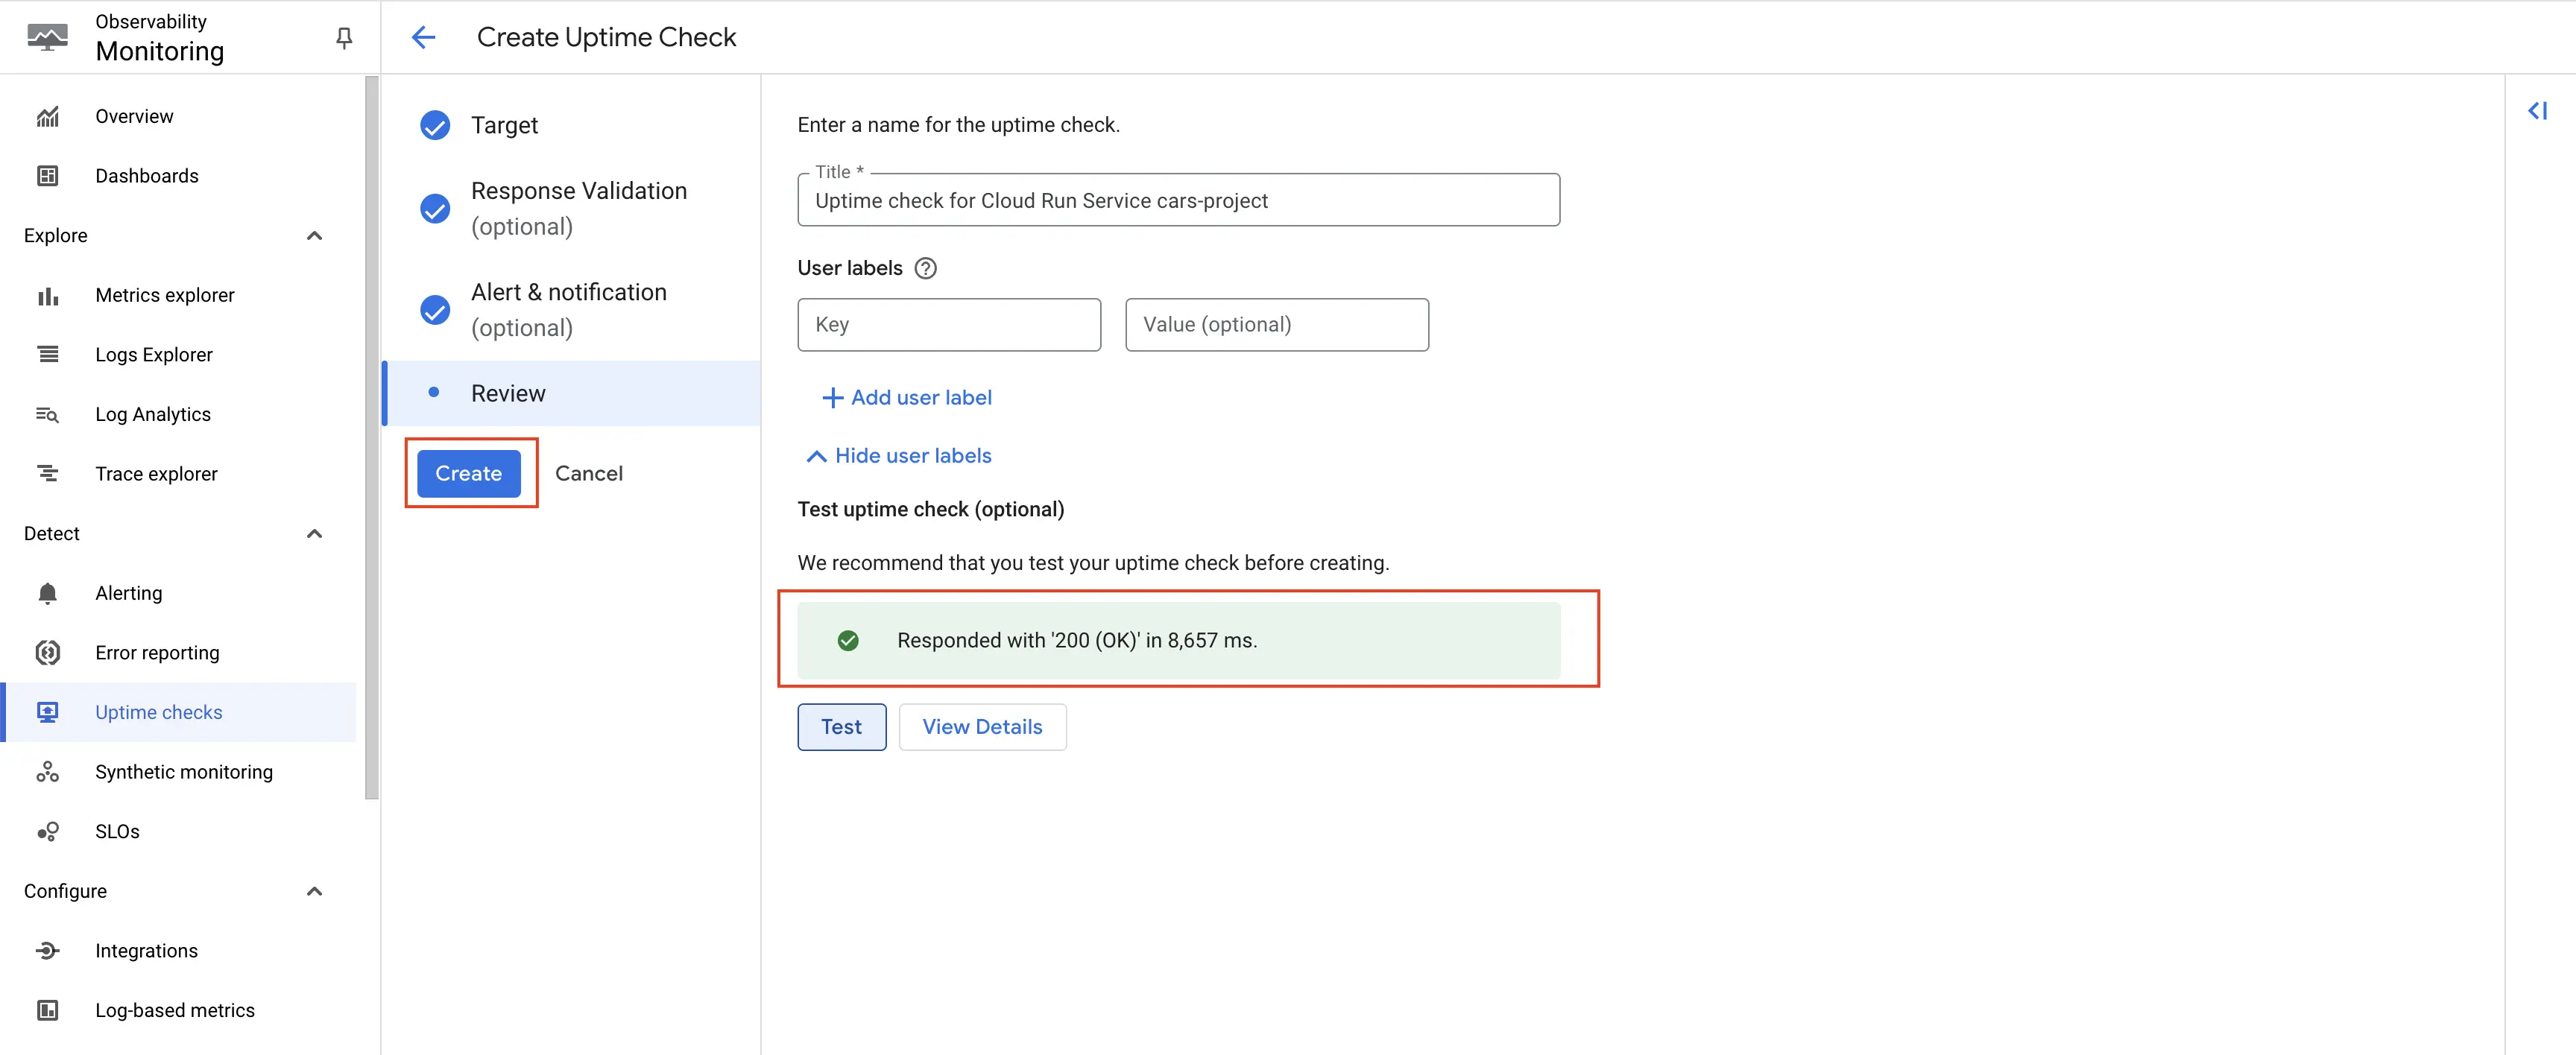 Observability
Monitoring
Create Uptime Check
Overview
Dashboards
Explore
Metrics explorer
Logs Explorer
Log Analytics
Trace explorer
Detect
Alerting
Error reporting
Uptime checks
Synthetic monitoring
SLOs
Configure
Integrations
Log-based metrics
Target
Response Validation
(optional)
Alert & notification
(optional)
Review
Create
Cancel
Enter a name for the uptime check.
Title *
Uptime check for Cloud Run Service cars-project
User labels
Key
Value (optional)
Add user label
Hide user labels
Test uptime check (optional)
We recommend that you test your uptime check before creating.
Responded with '200 (OK)' in 8,657 ms.
Test
View Details